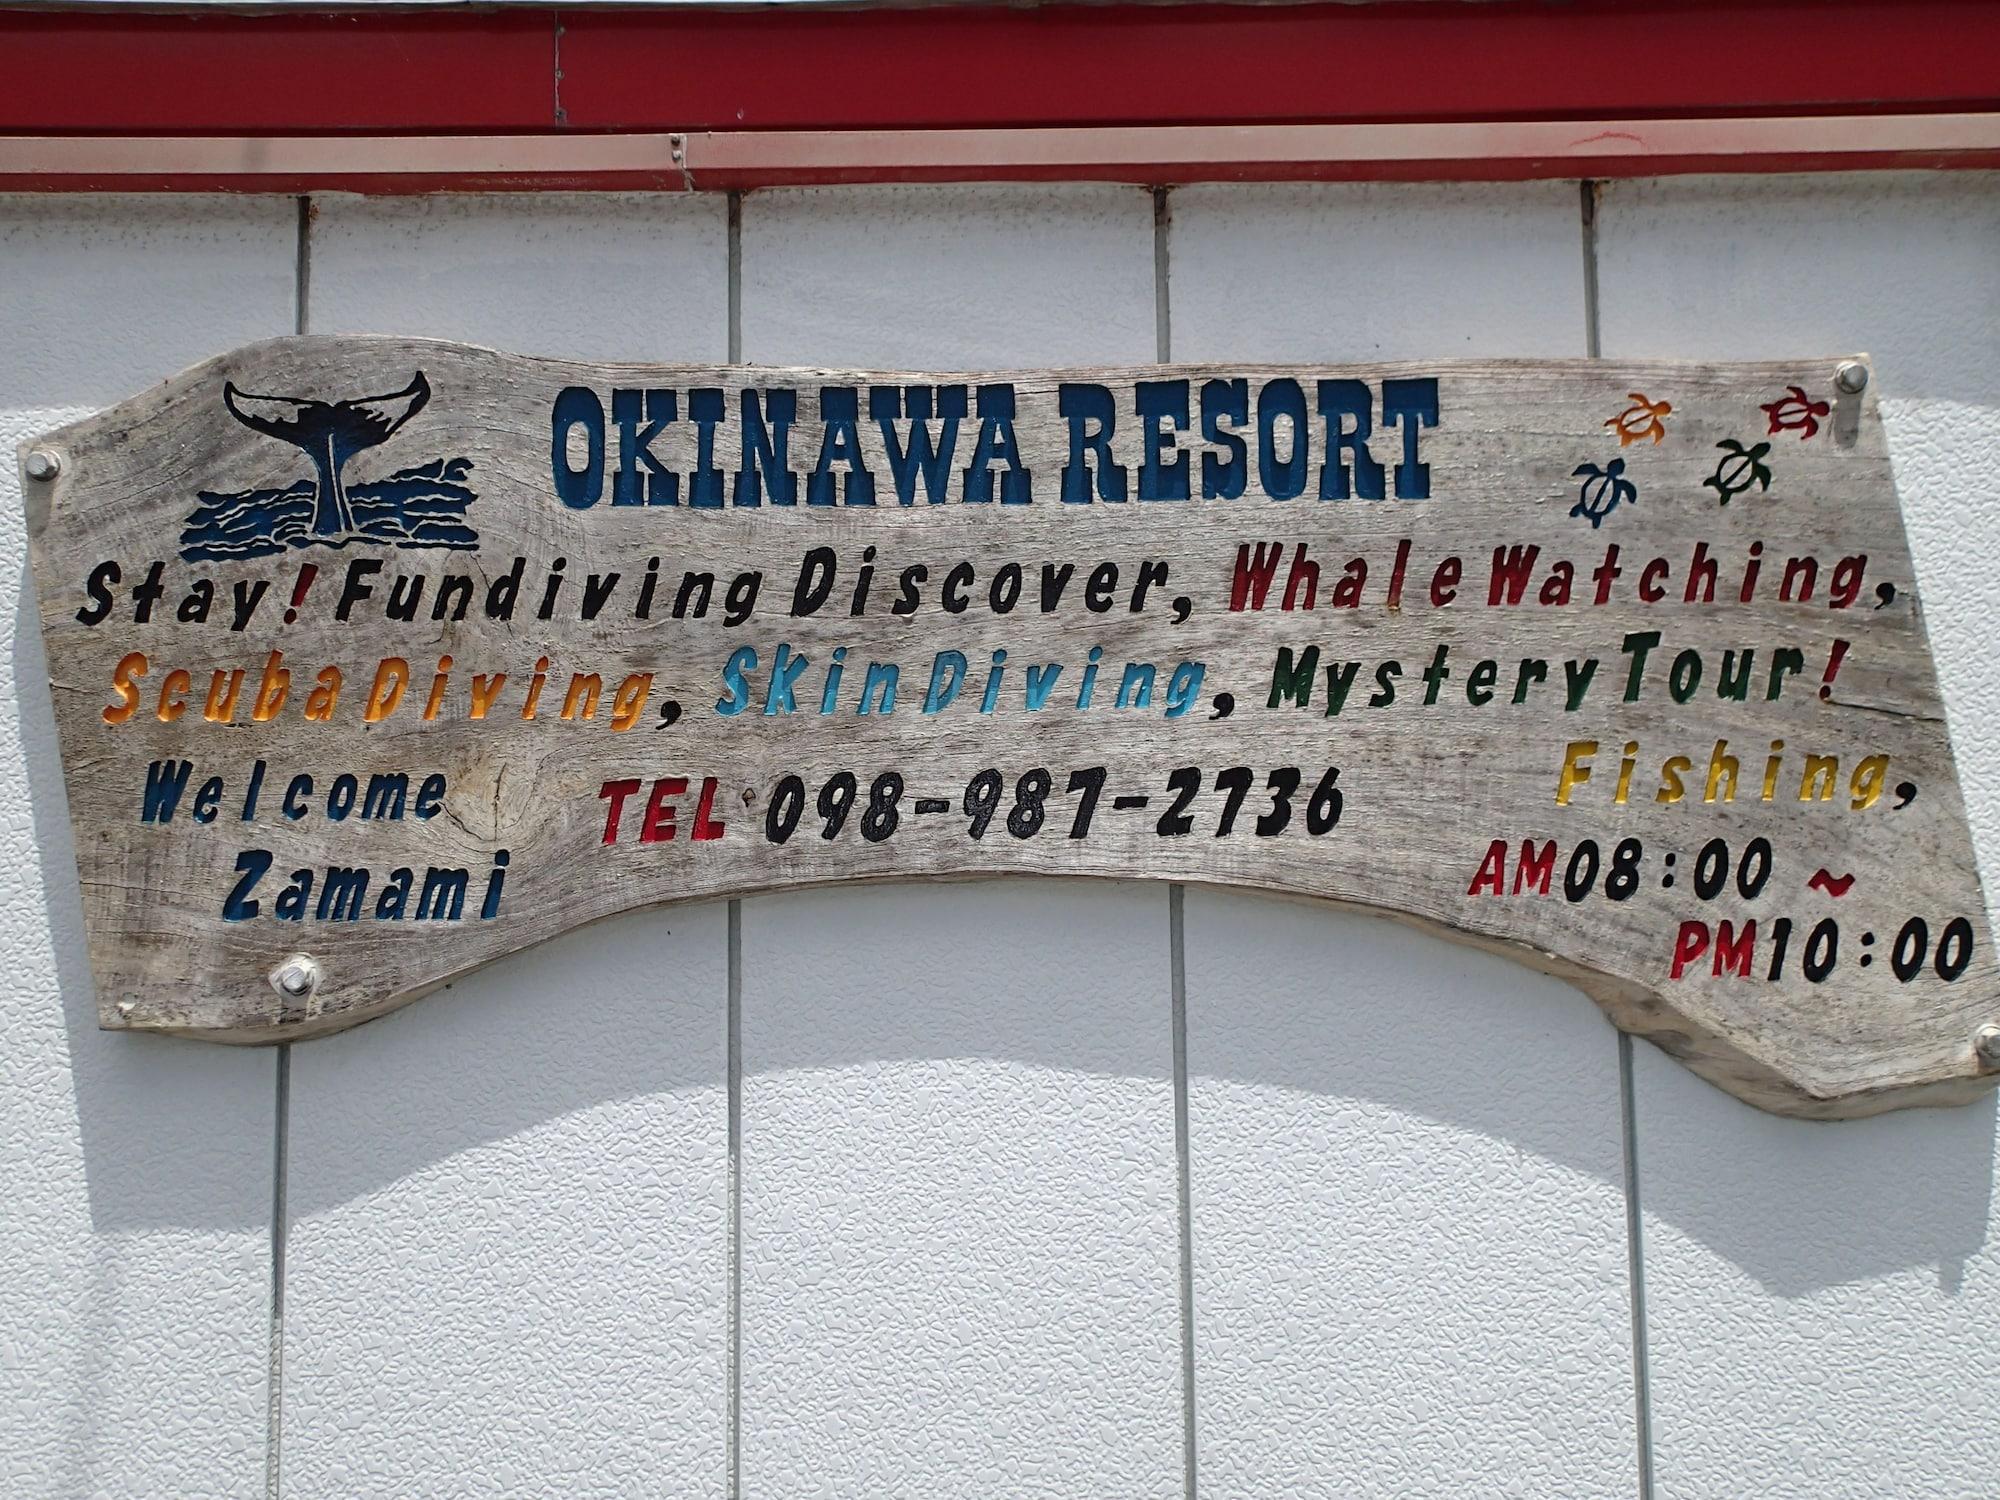 OKINAWA RESORT
Stay! Fundiving Discover, Whale Watching,
Scuba Diving, Skin Diving, Mystery Tour!
Fishing,
Welcome
Zamami
TEL・098-987-2736
AM08:00 ~
PM10:00